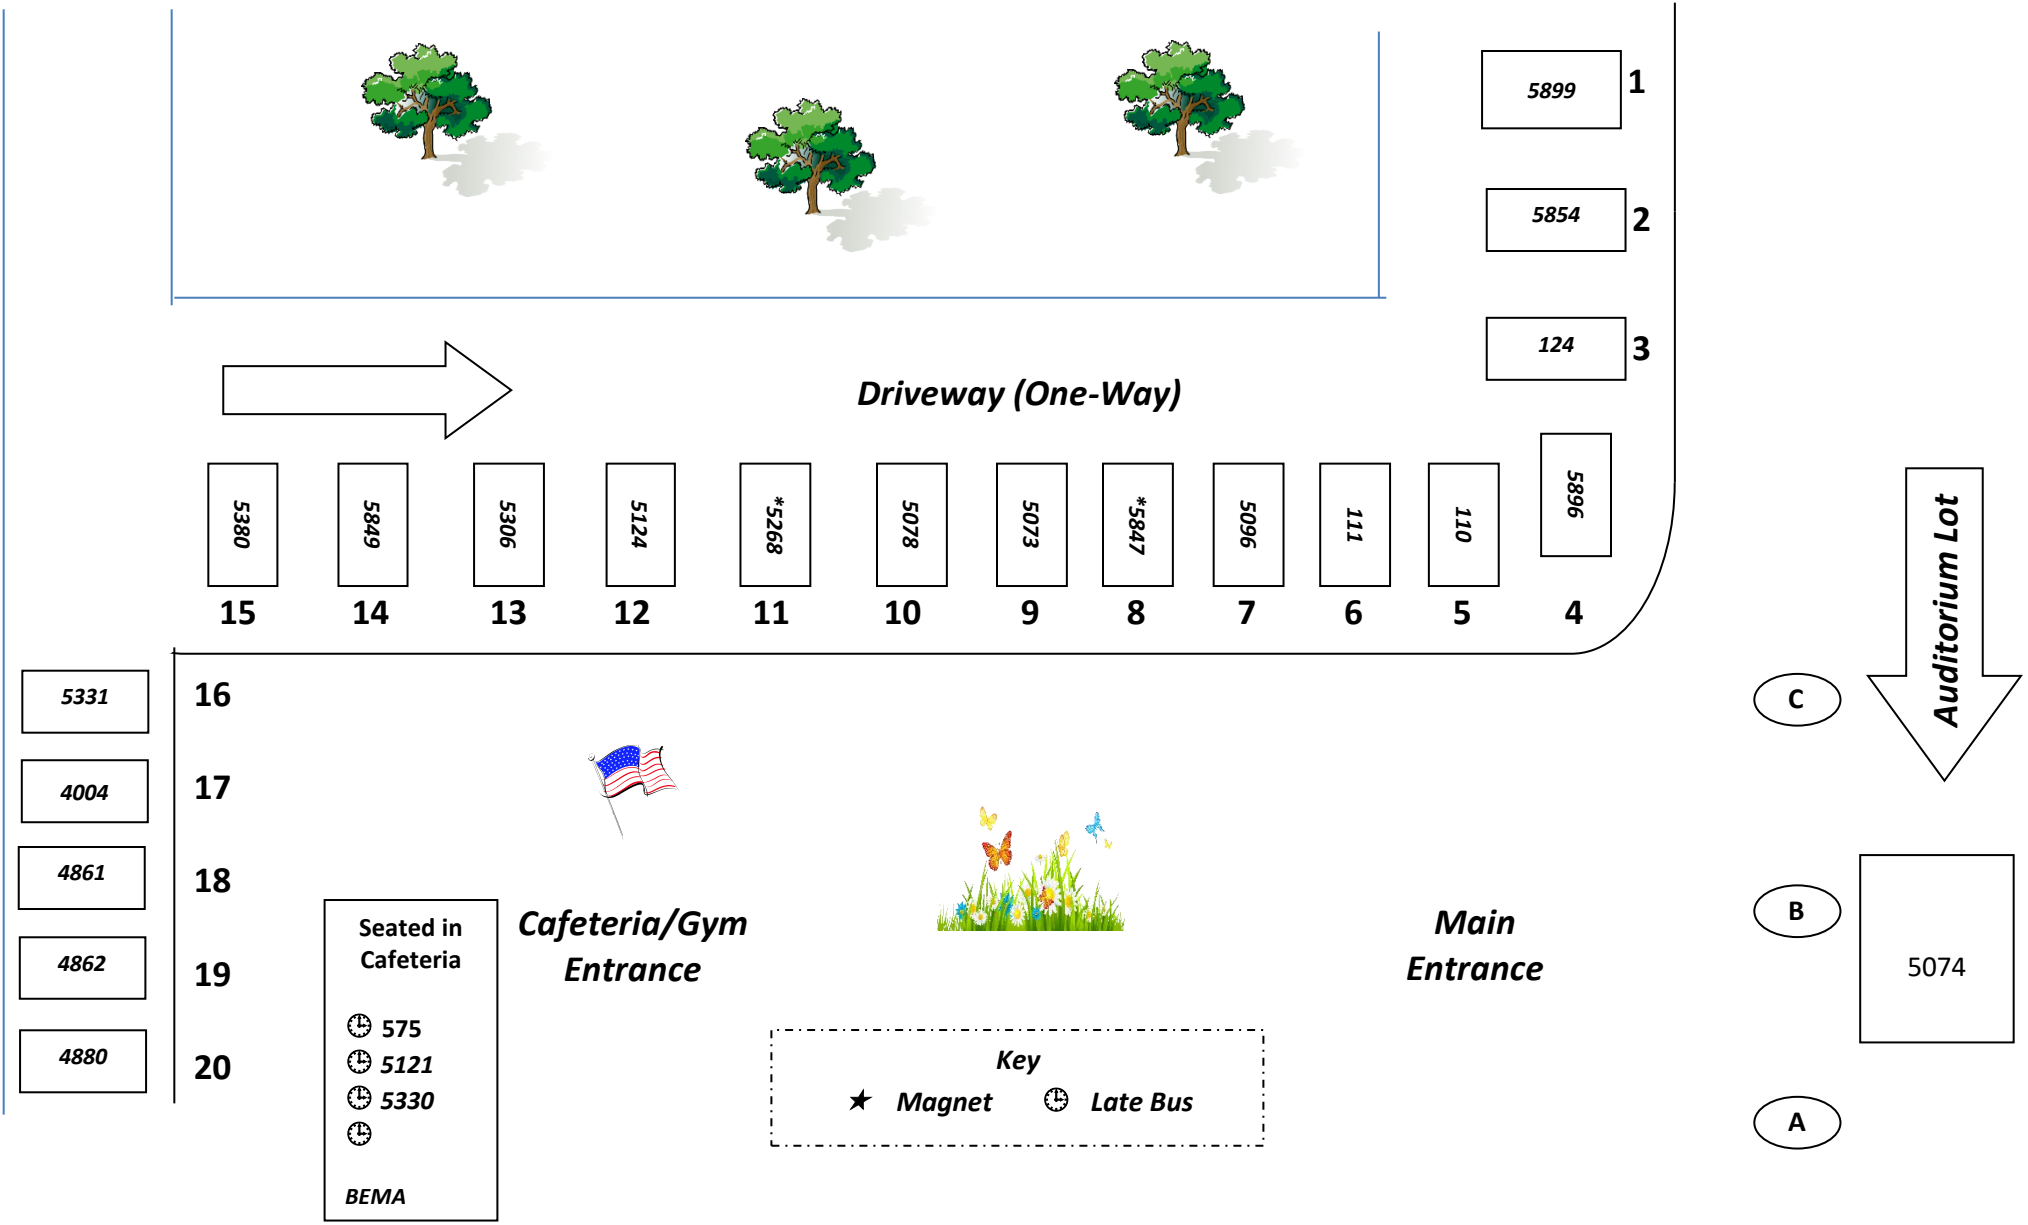 5899 1
5854 2
124 3
Driveway (One-Way)
5380
5849
5306
5124
*5268
5078
5073
*5847
5096
111
110
5896
15 14 13 12 11 10 9 8 7 6 5 4
Auditorium Lot
5331 16
4004 17
4861 18
4862 19
4880 20
C
B
A
5074
Seated in
Cafeteria
575
5121
5330
BEMA
Cafeteria/Gym
Entrance
Main
Entrance
Key
★ Magnet Late Bus